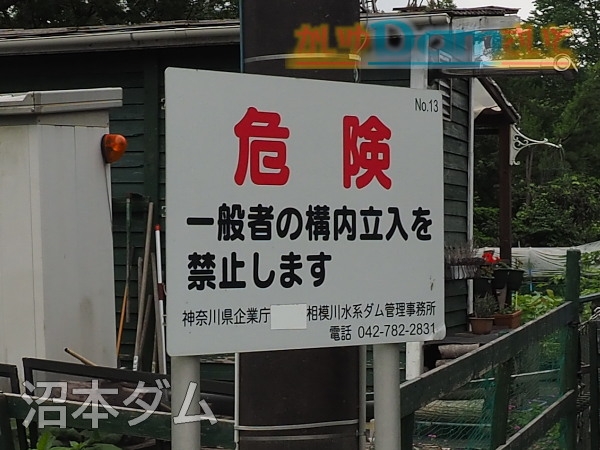 No.13
危険
一般者の構内立入を
禁止します
神奈川県企業庁 相模川水系ダム管理事務所
電話 042-782-2831
沼本ダム